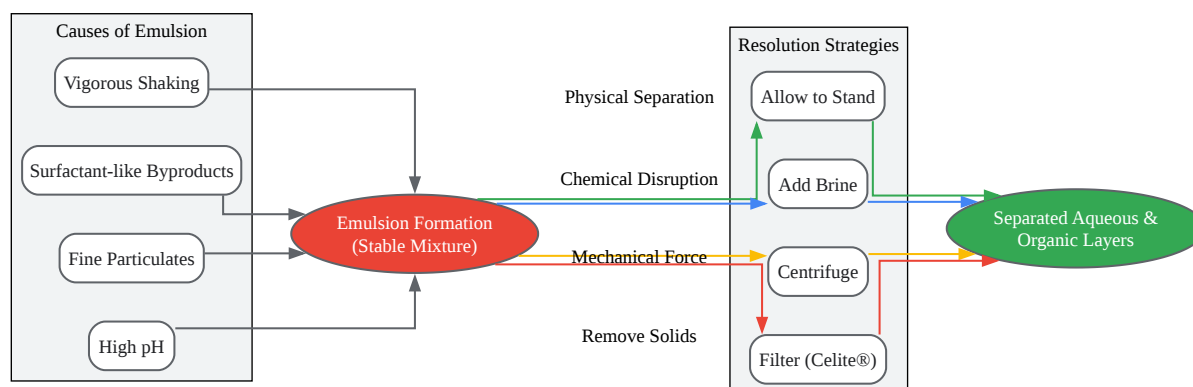 Causes of Emulsion
Vigorous Shaking
Surfactant-like Byproducts
Fine Particulates
High pH
Emulsion Formation
(Stable Mixture)
Physical Separation
Chemical Disruption
Mechanical Force
Remove Solids
Resolution Strategies
Allow to Stand
Add Brine
Centrifuge
Filter (Celite®)
Separated Aqueous &
Organic Layers